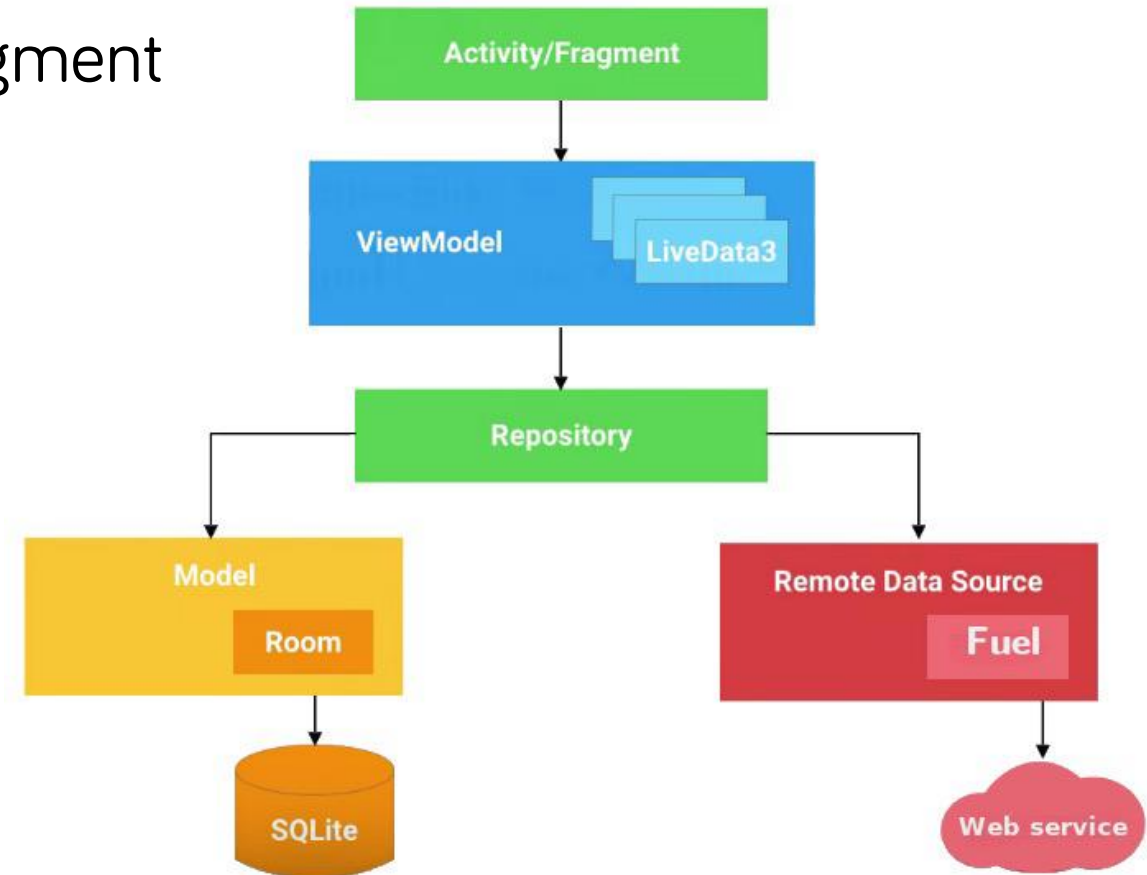 gment
Activity/Fragment
ViewModel
LiveData3
Repository
Model
Room
Remote Data Source
Fuel
SQLite
Web service